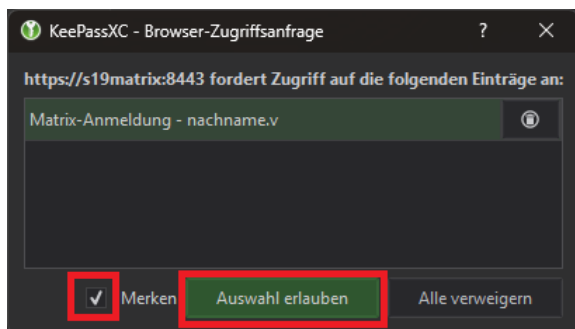 KeePassXC - Browser-Zugriffsanfrage
https://s19matrix:8443 fordert Zugriff auf die folgenden Einträge an:
Matrix-Anmeldung - nachname.v
Merken
Auswahl erlauben
Alle verweigern